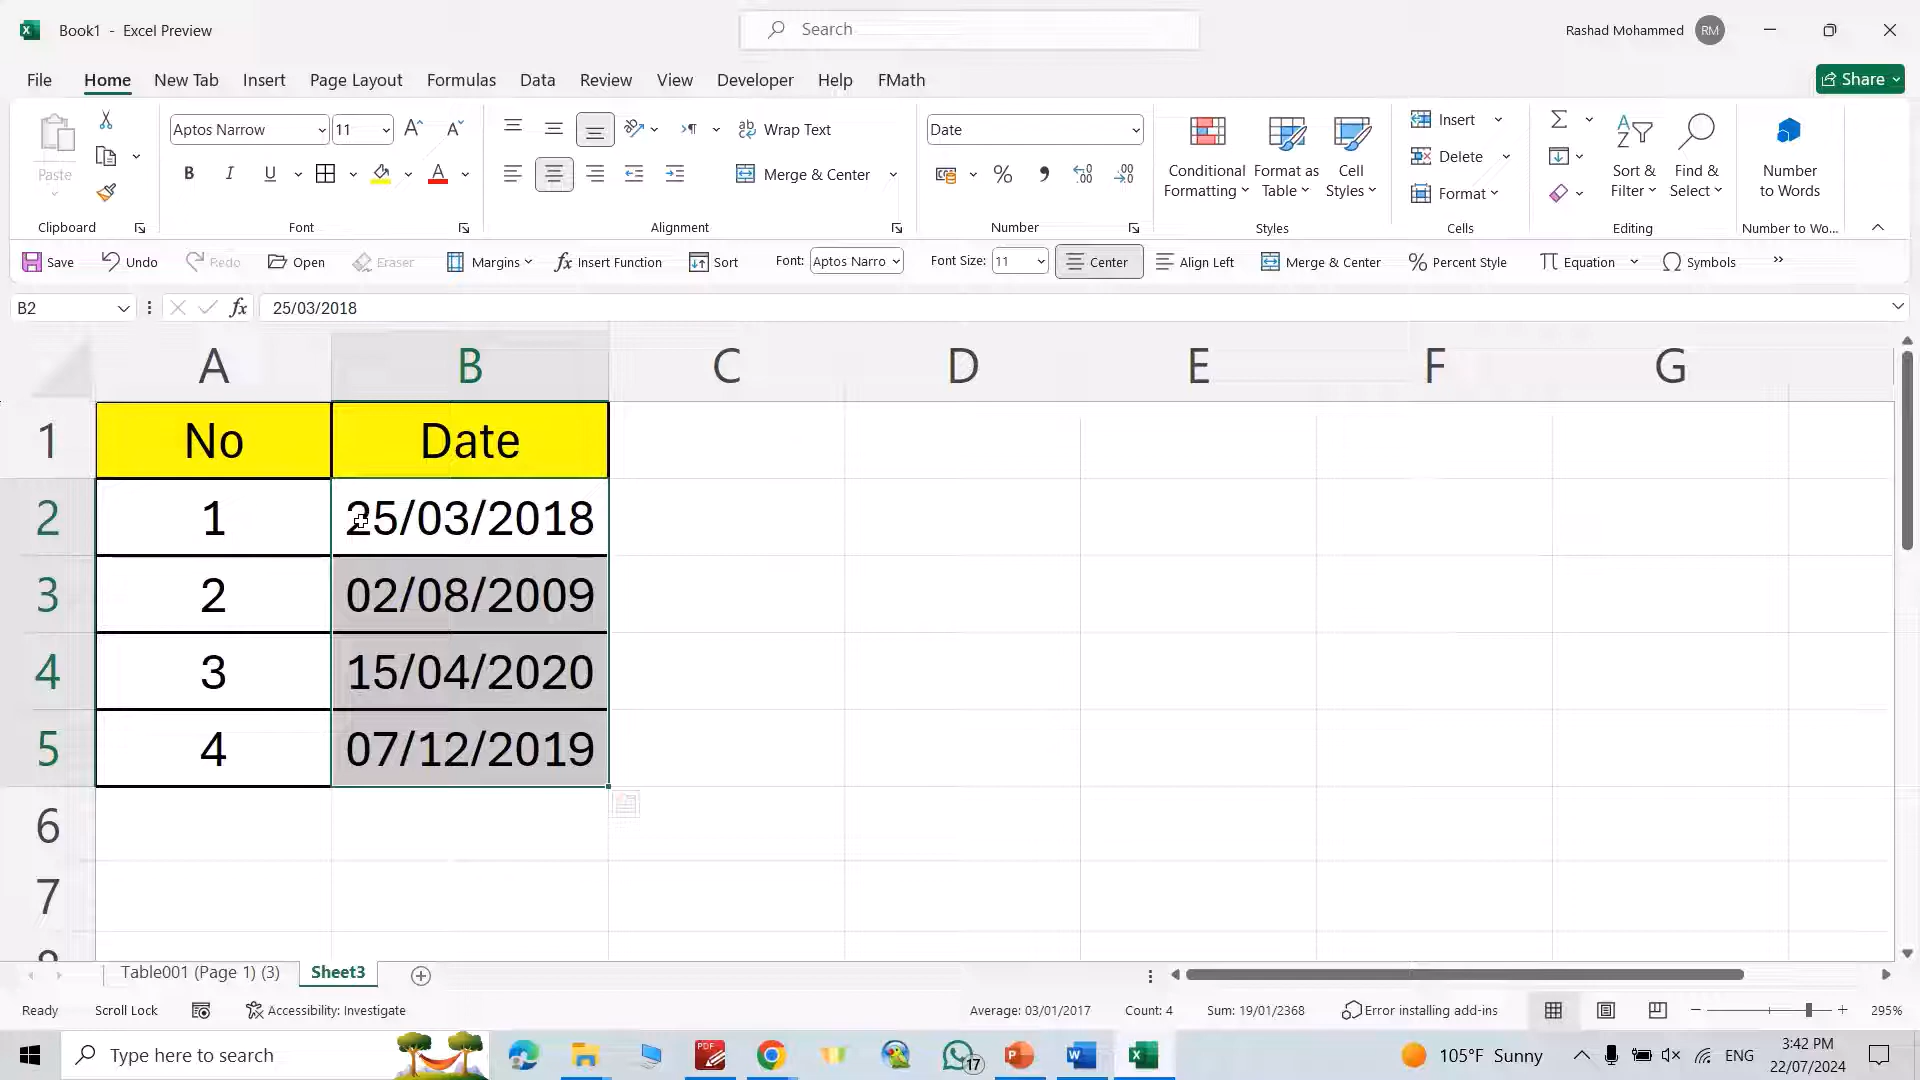 Book1 - Excel Preview
Search
Rashad Mohammed RM
File Home New Tab Insert Page Layout Formulas Data Review View Developer Help FMath Share
Aptos Narrow 11 Wrap Text Date Insert
Paste Conditional Formatting Format as Table Cell Styles Delete Sort & Filter Find & Select Number to Words
B I U A Merge & Center % , Format
Clipboard Font Alignment Number Styles Cells Editing Number to Wo...
Save Undo Redo Open Eraser Margins fx Insert Function Sort Font: Aptos Narro Font Size: 11 Center Align Left Merge & Center % Percent Style Equation Symbols
B2 fx 25/03/2018
A B C D E F G
1 No Date
2 1 25/03/2018
3 2 02/08/2009
4 3 15/04/2020
5 4 07/12/2019
6
7
Table001 (Page 1) (3) Sheet3
Ready Scroll Lock Accessibility: Investigate Average: 03/01/2017 Count: 4 Sum: 19/01/2368 Error installing add-ins 295%
Type here to search PDF 17 105°F Sunny ENG 3:42 PM
22/07/2024